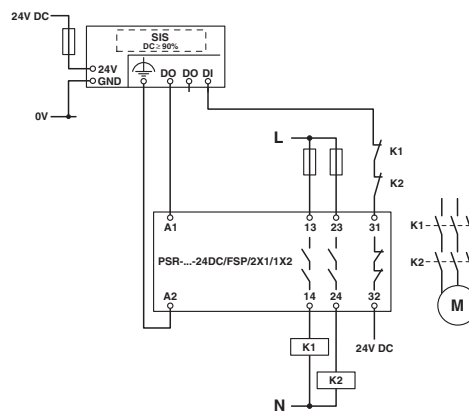 24V DC
SIS
DC ≥ 90%
24V
GND
DO DO DI
0V
L
K1
K2
A1
13
23
31
PSR-...-24DC/FSP/2X1/1X2
K1
K2
A2
14
24
32
M
K1
24V DC
K2
N